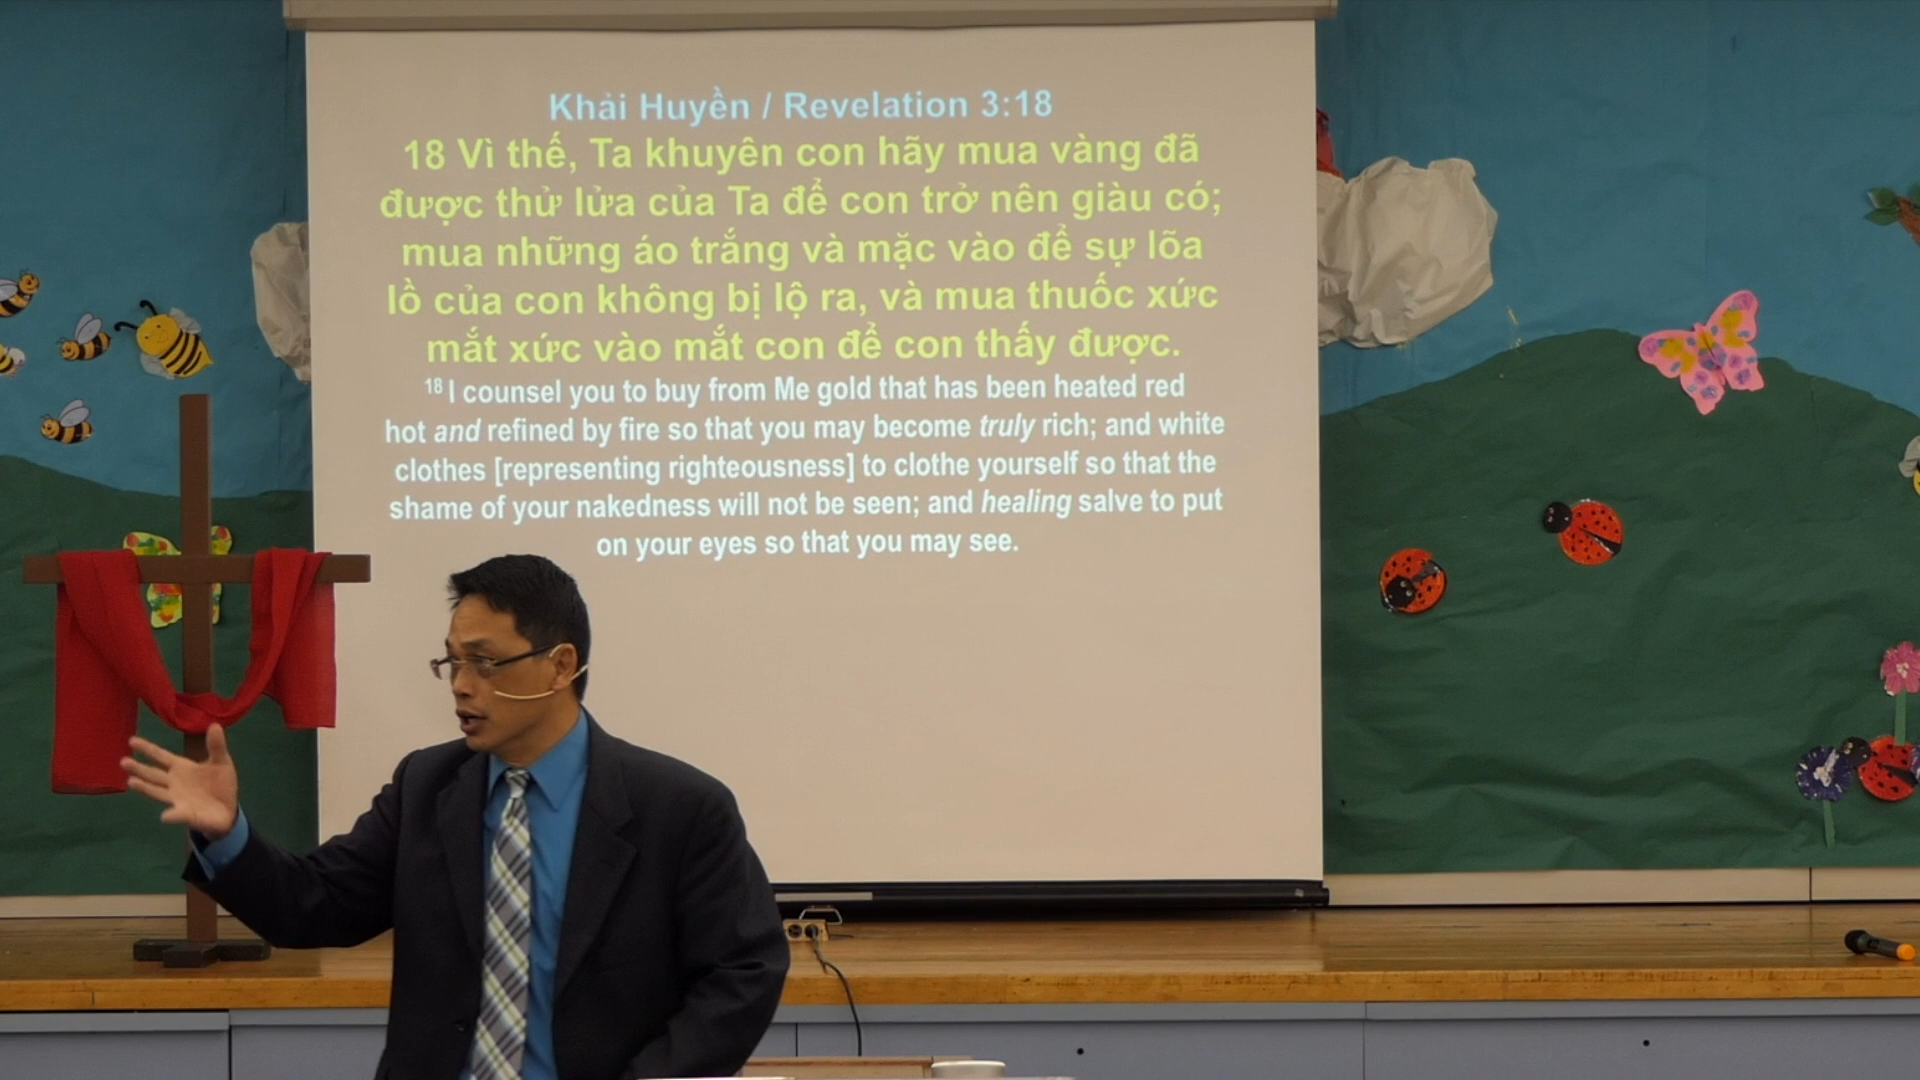 Khải Huyền / Revelation 3:18
18 Vì thế, Ta khuyên con hãy mua vàng đã
được thử lửa của Ta để con trở nên giàu có;
mua những áo trắng và mặc vào để sự lõa
lồ của con không bị lộ ra, và mua thuốc xức
mắt xức vào mắt con để con thấy được.
18 I counsel you to buy from Me gold that has been heated red
hot and refined by fire so that you may become truly rich; and white
clothes [representing righteousness] to clothe yourself so that the
shame of your nakedness will not be seen; and healing salve to put
on your eyes so that you may see.